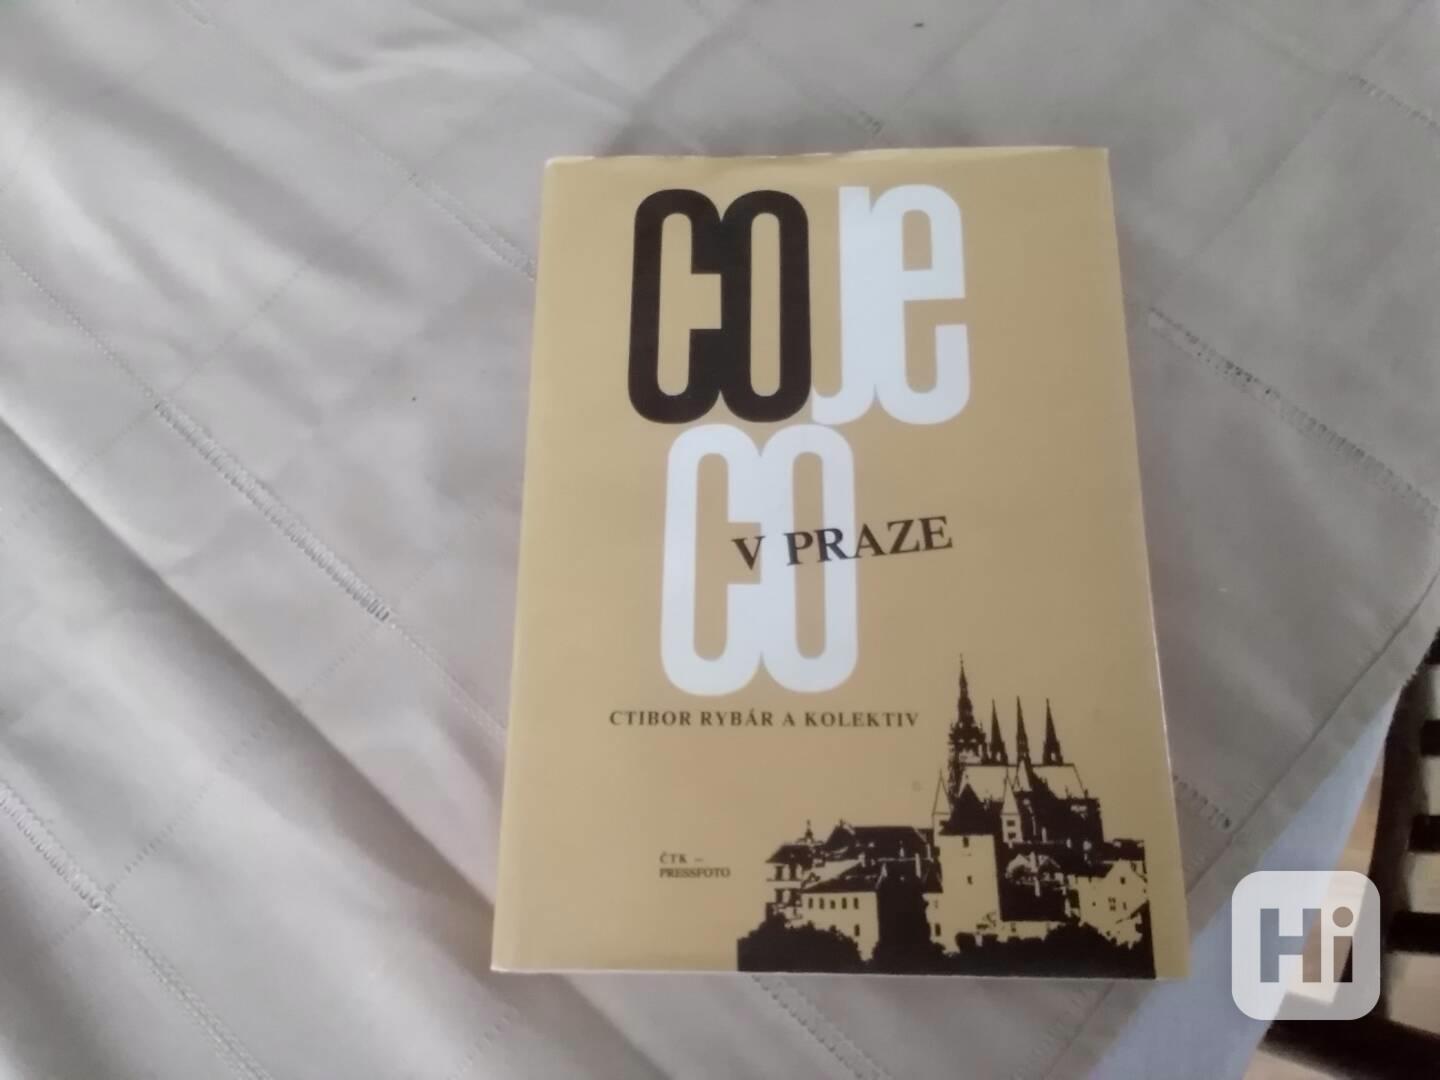 CO JE
CO
V PRAZE
CTIBOR RYBÁR A KOLEKTIV
ČTK –
PRESSFOTO
Hi